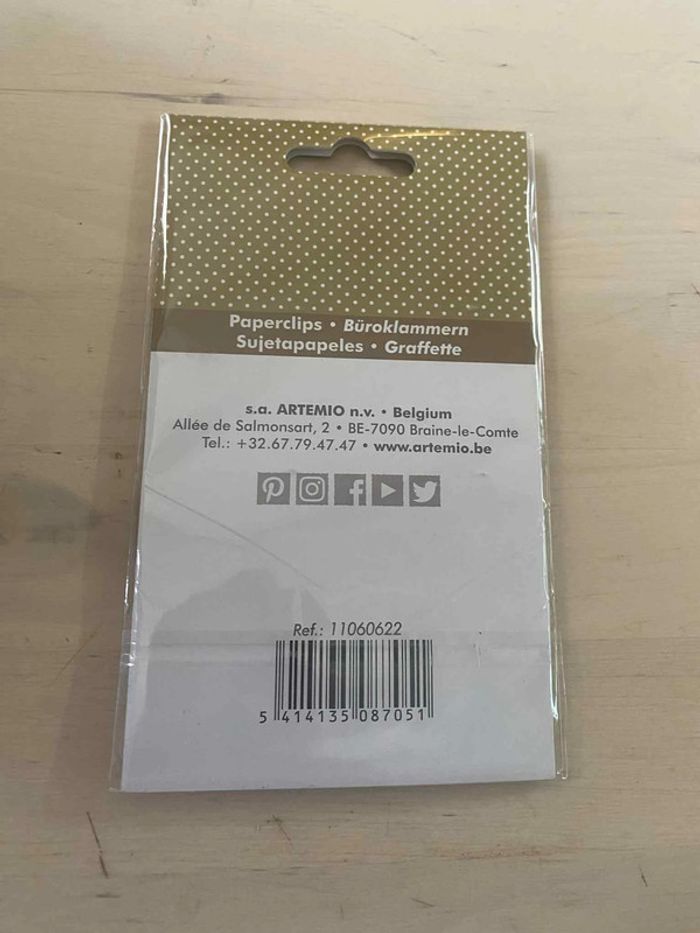 Paperclips • Büroklammern
Sujetapapeles • Graffette
s.a. ARTEMIO n.v. • Belgium
Allée de Salmonsart, 2 • BE-7090 Braine-le-Comte
Tel.: +32.67.79.47.47 • www.artemio.be
Ref.: 11060622
5 414135 087051